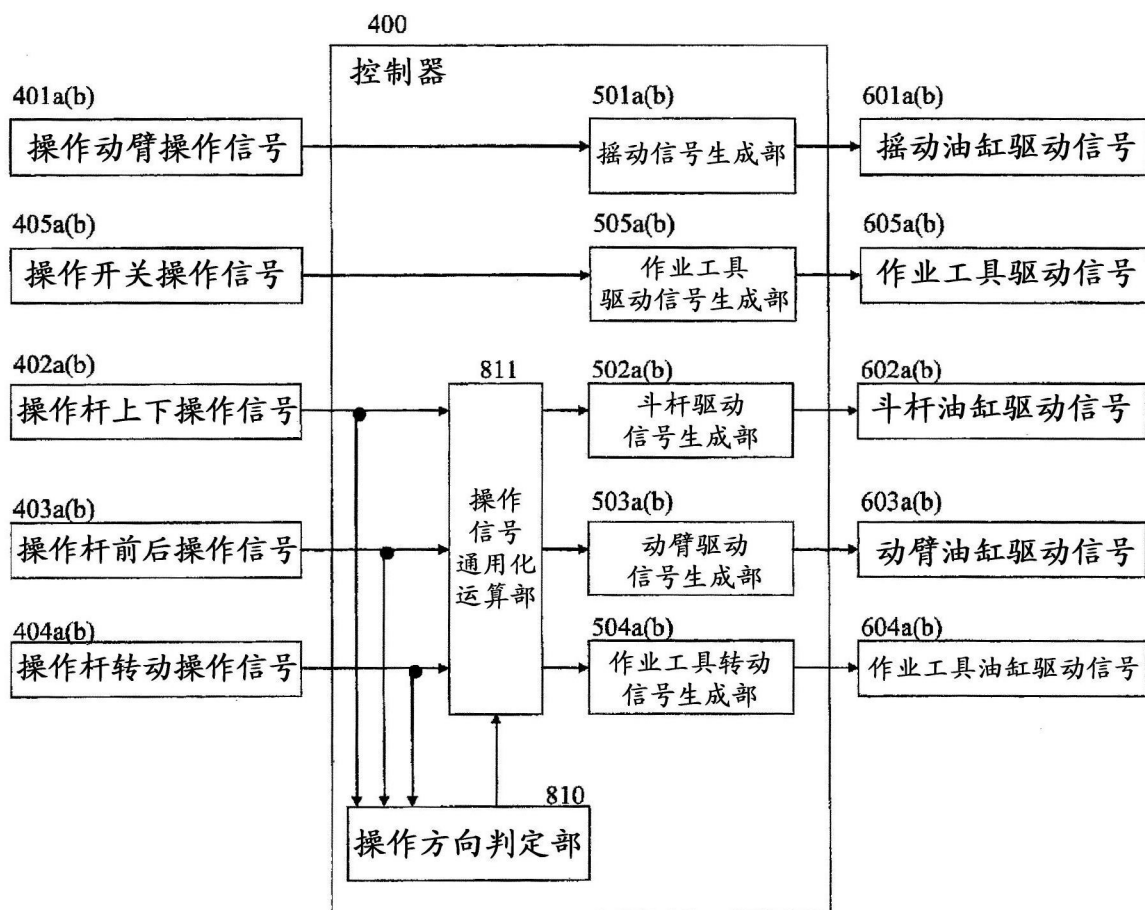 400
控制器
401a(b)
操作动臂操作信号
501a(b)
摇动信号生成部
601a(b)
摇动油缸驱动信号
405a(b)
操作开关操作信号
505a(b)
作业工具
驱动信号生成部
605a(b)
作业工具驱动信号
402a(b)
操作杆上下操作信号
811
操作
信号
通用化
运算部
502a(b)
斗杆驱动
信号生成部
602a(b)
斗杆油缸驱动信号
403a(b)
操作杆前后操作信号
503a(b)
动臂驱动
信号生成部
603a(b)
动臂油缸驱动信号
404a(b)
操作杆转动操作信号
504a(b)
作业工具转动
信号生成部
604a(b)
作业工具油缸驱动信号
810
操作方向判定部